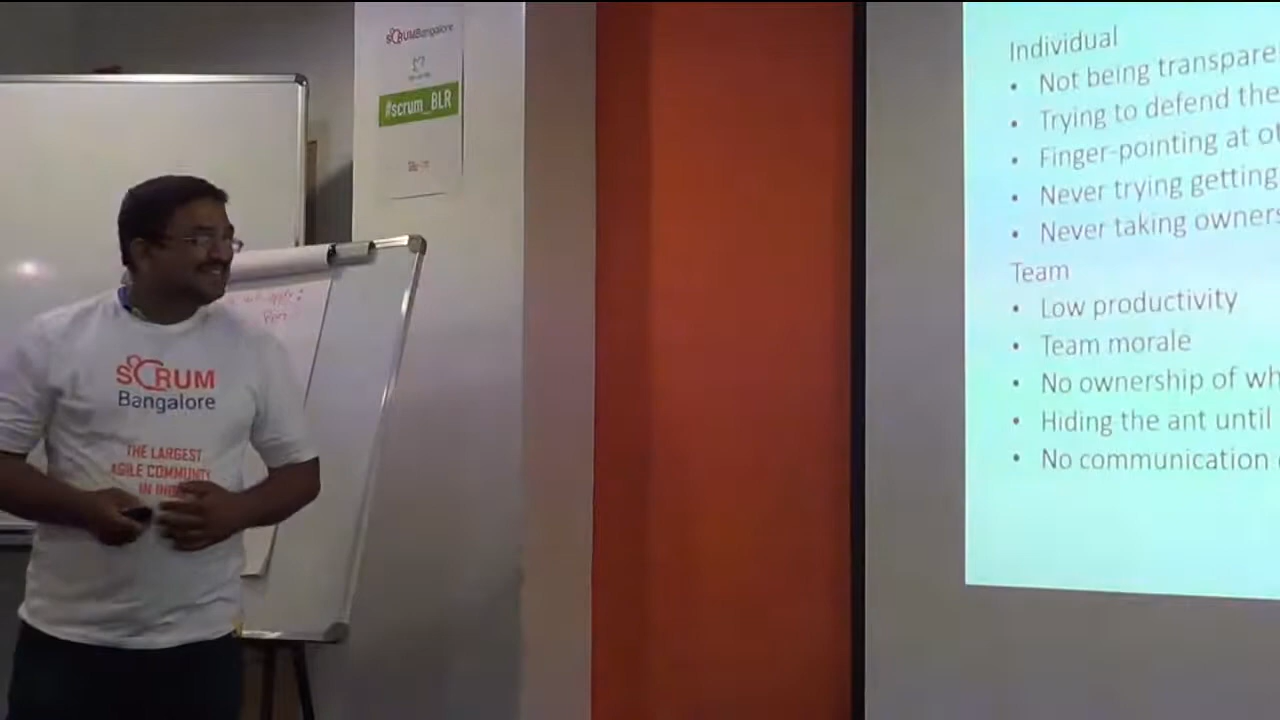 SCRUMBangalore
#scrum_BLR
SCRUM
Bangalore
THE LARGEST
AGILE COMMUNITY
IN
Individual
• Not being transpare
• Trying to defend the
• Finger-pointing at o
• Never trying getting
• Never taking owners
Team
• Low productivity
• Team morale
• No ownership of wh
• Hiding the ant until
• No communication